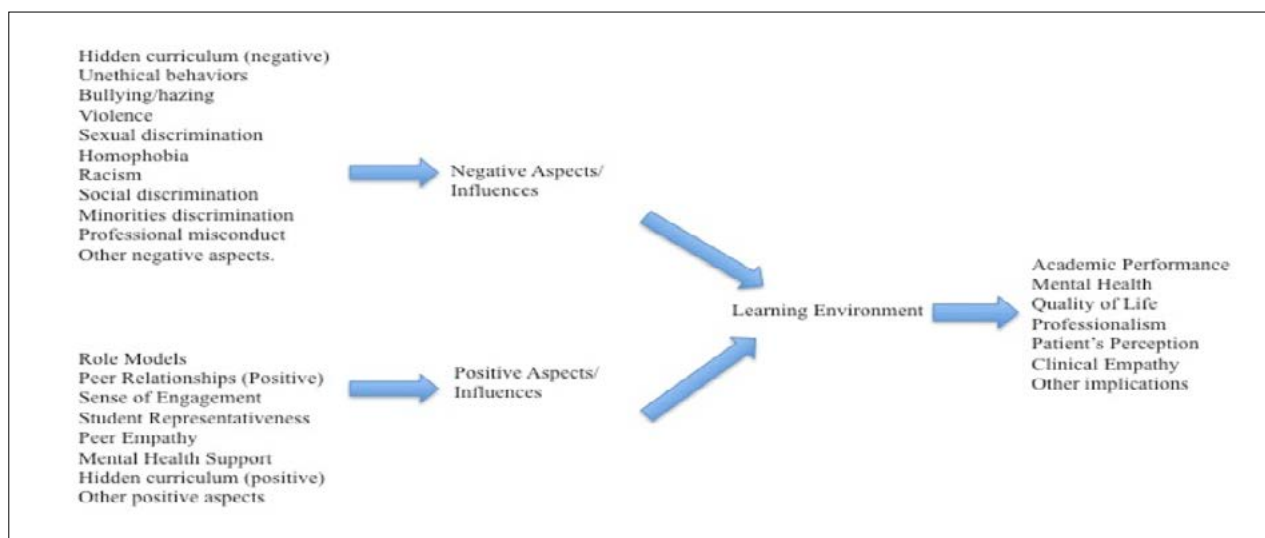 Hidden curriculum (negative)
Unethical behaviors
Bullying/hazing
Violence
Sexual discrimination
Homophobia
Racism
Social discrimination
Minorities discrimination
Professional misconduct
Other negative aspects.
Negative Aspects/
Influences
Role Models
Peer Relationships (Positive)
Sense of Engagement
Student Representativeness
Peer Empathy
Mental Health Support
Hidden curriculum (positive)
Other positive aspects
Positive Aspects/
Influences
Learning Environment
Academic Performance
Mental Health
Quality of Life
Professionalism
Patient's Perception
Clinical Empathy
Other implications